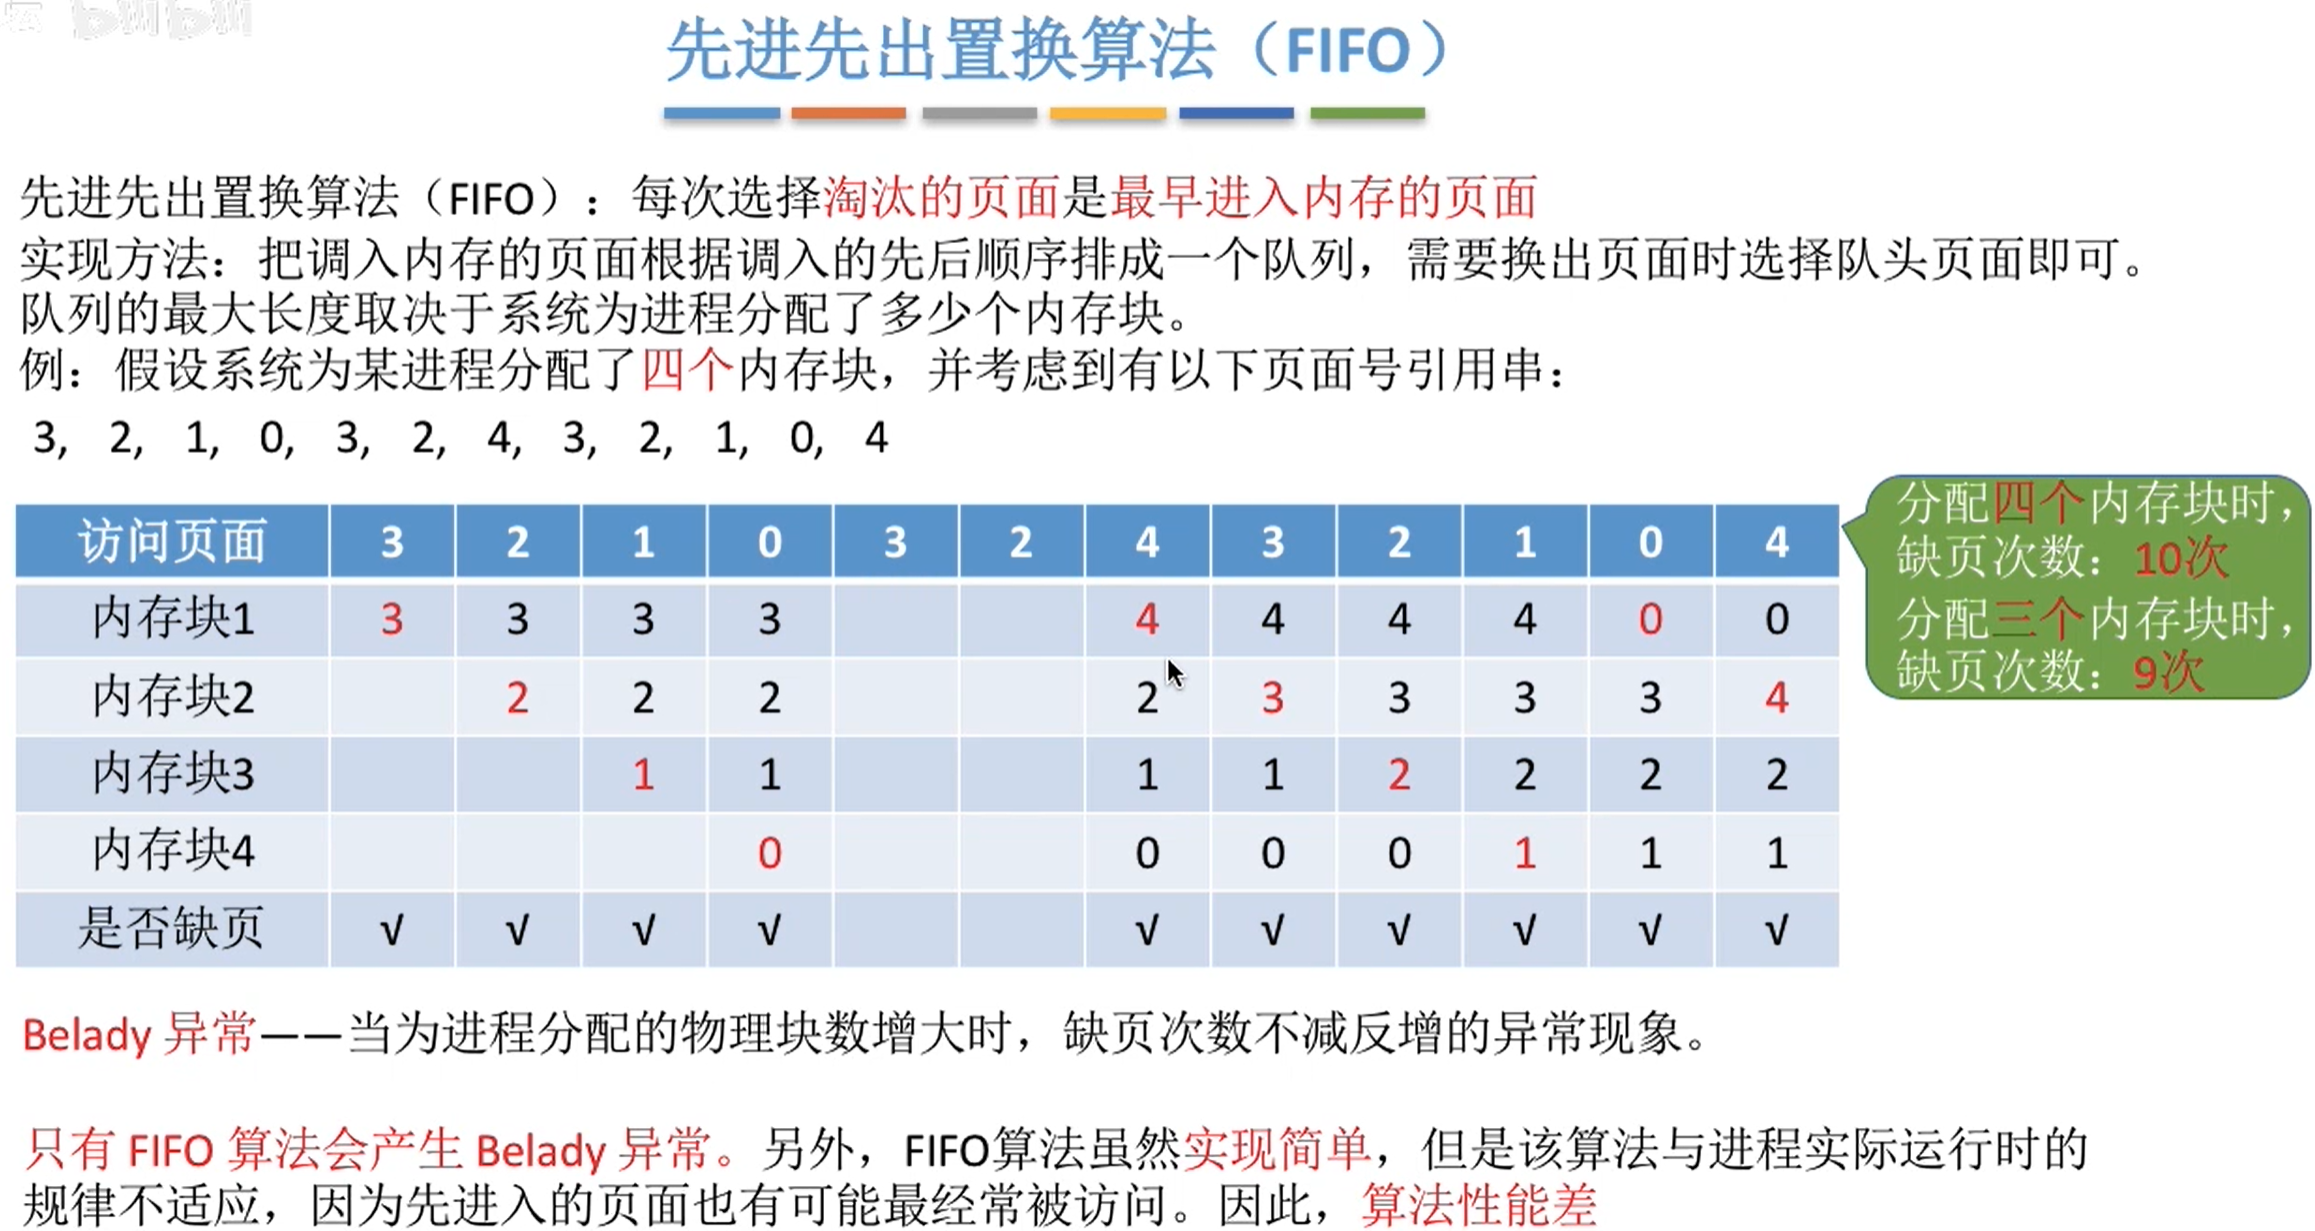 bilibili
先进先出置换算法（FIFO）
先进先出置换算法（FIFO）：每次选择淘汰的页面是最早进入内存的页面
实现方法：把调入内存的页面根据调入的先后顺序排成一个队列，需要换出页面时选择队头页面即可。
队列的最大长度取决于系统为进程分配了多少个内存块。
例：假设系统为某进程分配了四个内存块，并考虑到有以下页面号引用串：
3, 2, 1, 0, 3, 2, 4, 3, 2, 1, 0, 4
访问页面 3 2 1 0 3 2 4 3 2 1 0 4
内存块1 3 3 3 3 4 4 4 4 0 0
内存块2 2 2 2 2 3 3 3 3 4
内存块3 1 1 1 1 2 2 2 2
内存块4 0 0 0 0 1 1 1
是否缺页 √ √ √ √ √ √ √ √ √ √
分配四个内存块时，
缺页次数：10次
分配三个内存块时，
缺页次数：9次
Belady 异常——当为进程分配的物理块数增大时，缺页次数不减反增的异常现象。
只有 FIFO 算法会产生 Belady 异常。另外，FIFO算法虽然实现简单，但是该算法与进程实际运行时的
规律不适应，因为先进入的页面也有可能最经常被访问。因此，算法性能差